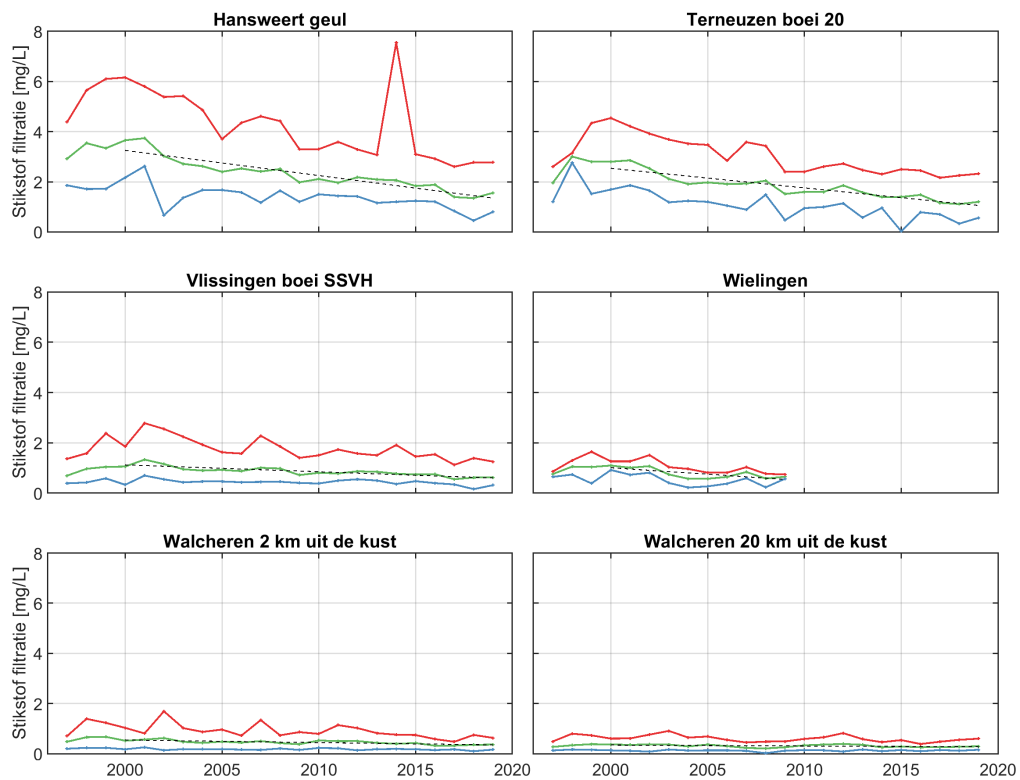 Hansweert geul
Terneuzen boei 20
Stikstof filtratie [mg/L]
8
6
4
2
0
Vlissingen boei SSVH
Wielingen
Stikstof filtratie [mg/L]
8
6
4
2
0
Walcheren 2 km uit de kust
Walcheren 20 km uit de kust
Stikstof filtratie [mg/L]
8
6
4
2
0
2000 2005 2010 2015 2020
2000 2005 2010 2015 2020